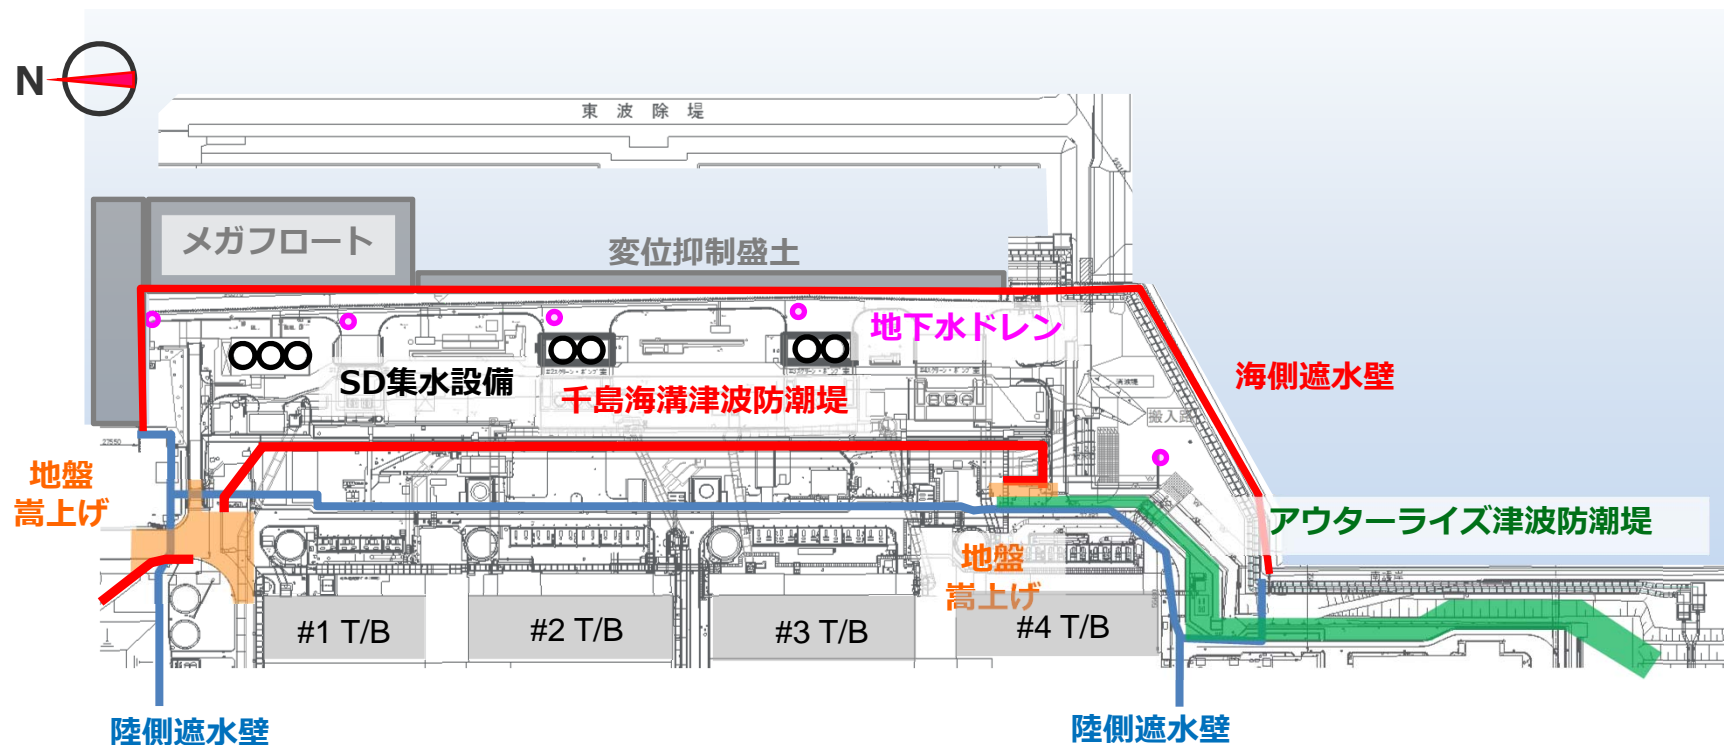 N
東波除堤
メガフロート
変位抑制盛土
地下水ドレン
SD集水設備
千島海溝津波防潮堤
海側遮水壁
搬入路
地盤
嵩上げ
アウターライズ津波防潮堤
地盤
嵩上げ
#1 T/B
#2 T/B
#3 T/B
#4 T/B
陸側遮水壁
陸側遮水壁